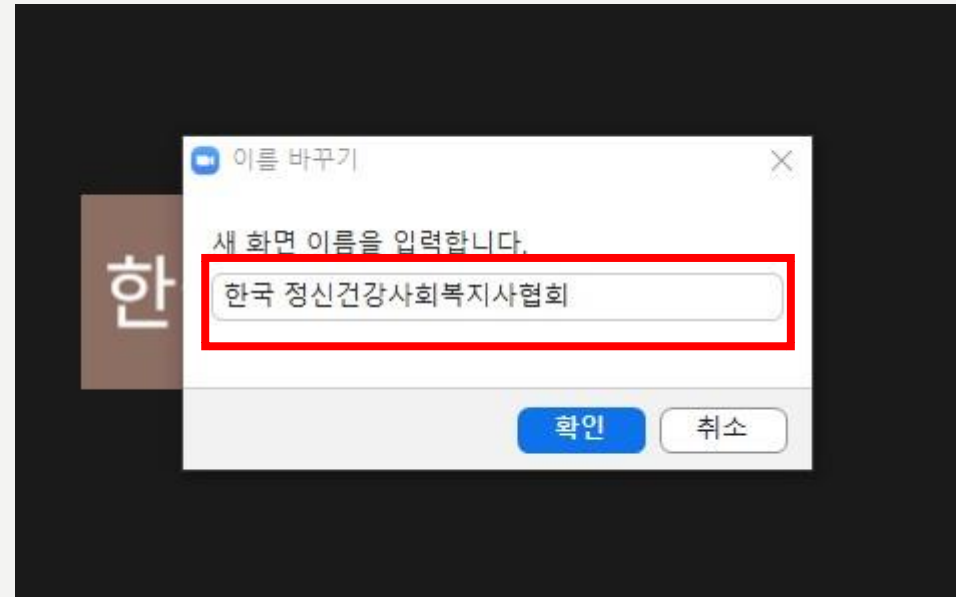 이름 바꾸기
새 화면 이름을 입력합니다.
한
한국 정신건강사회복지사협회
확인
취소